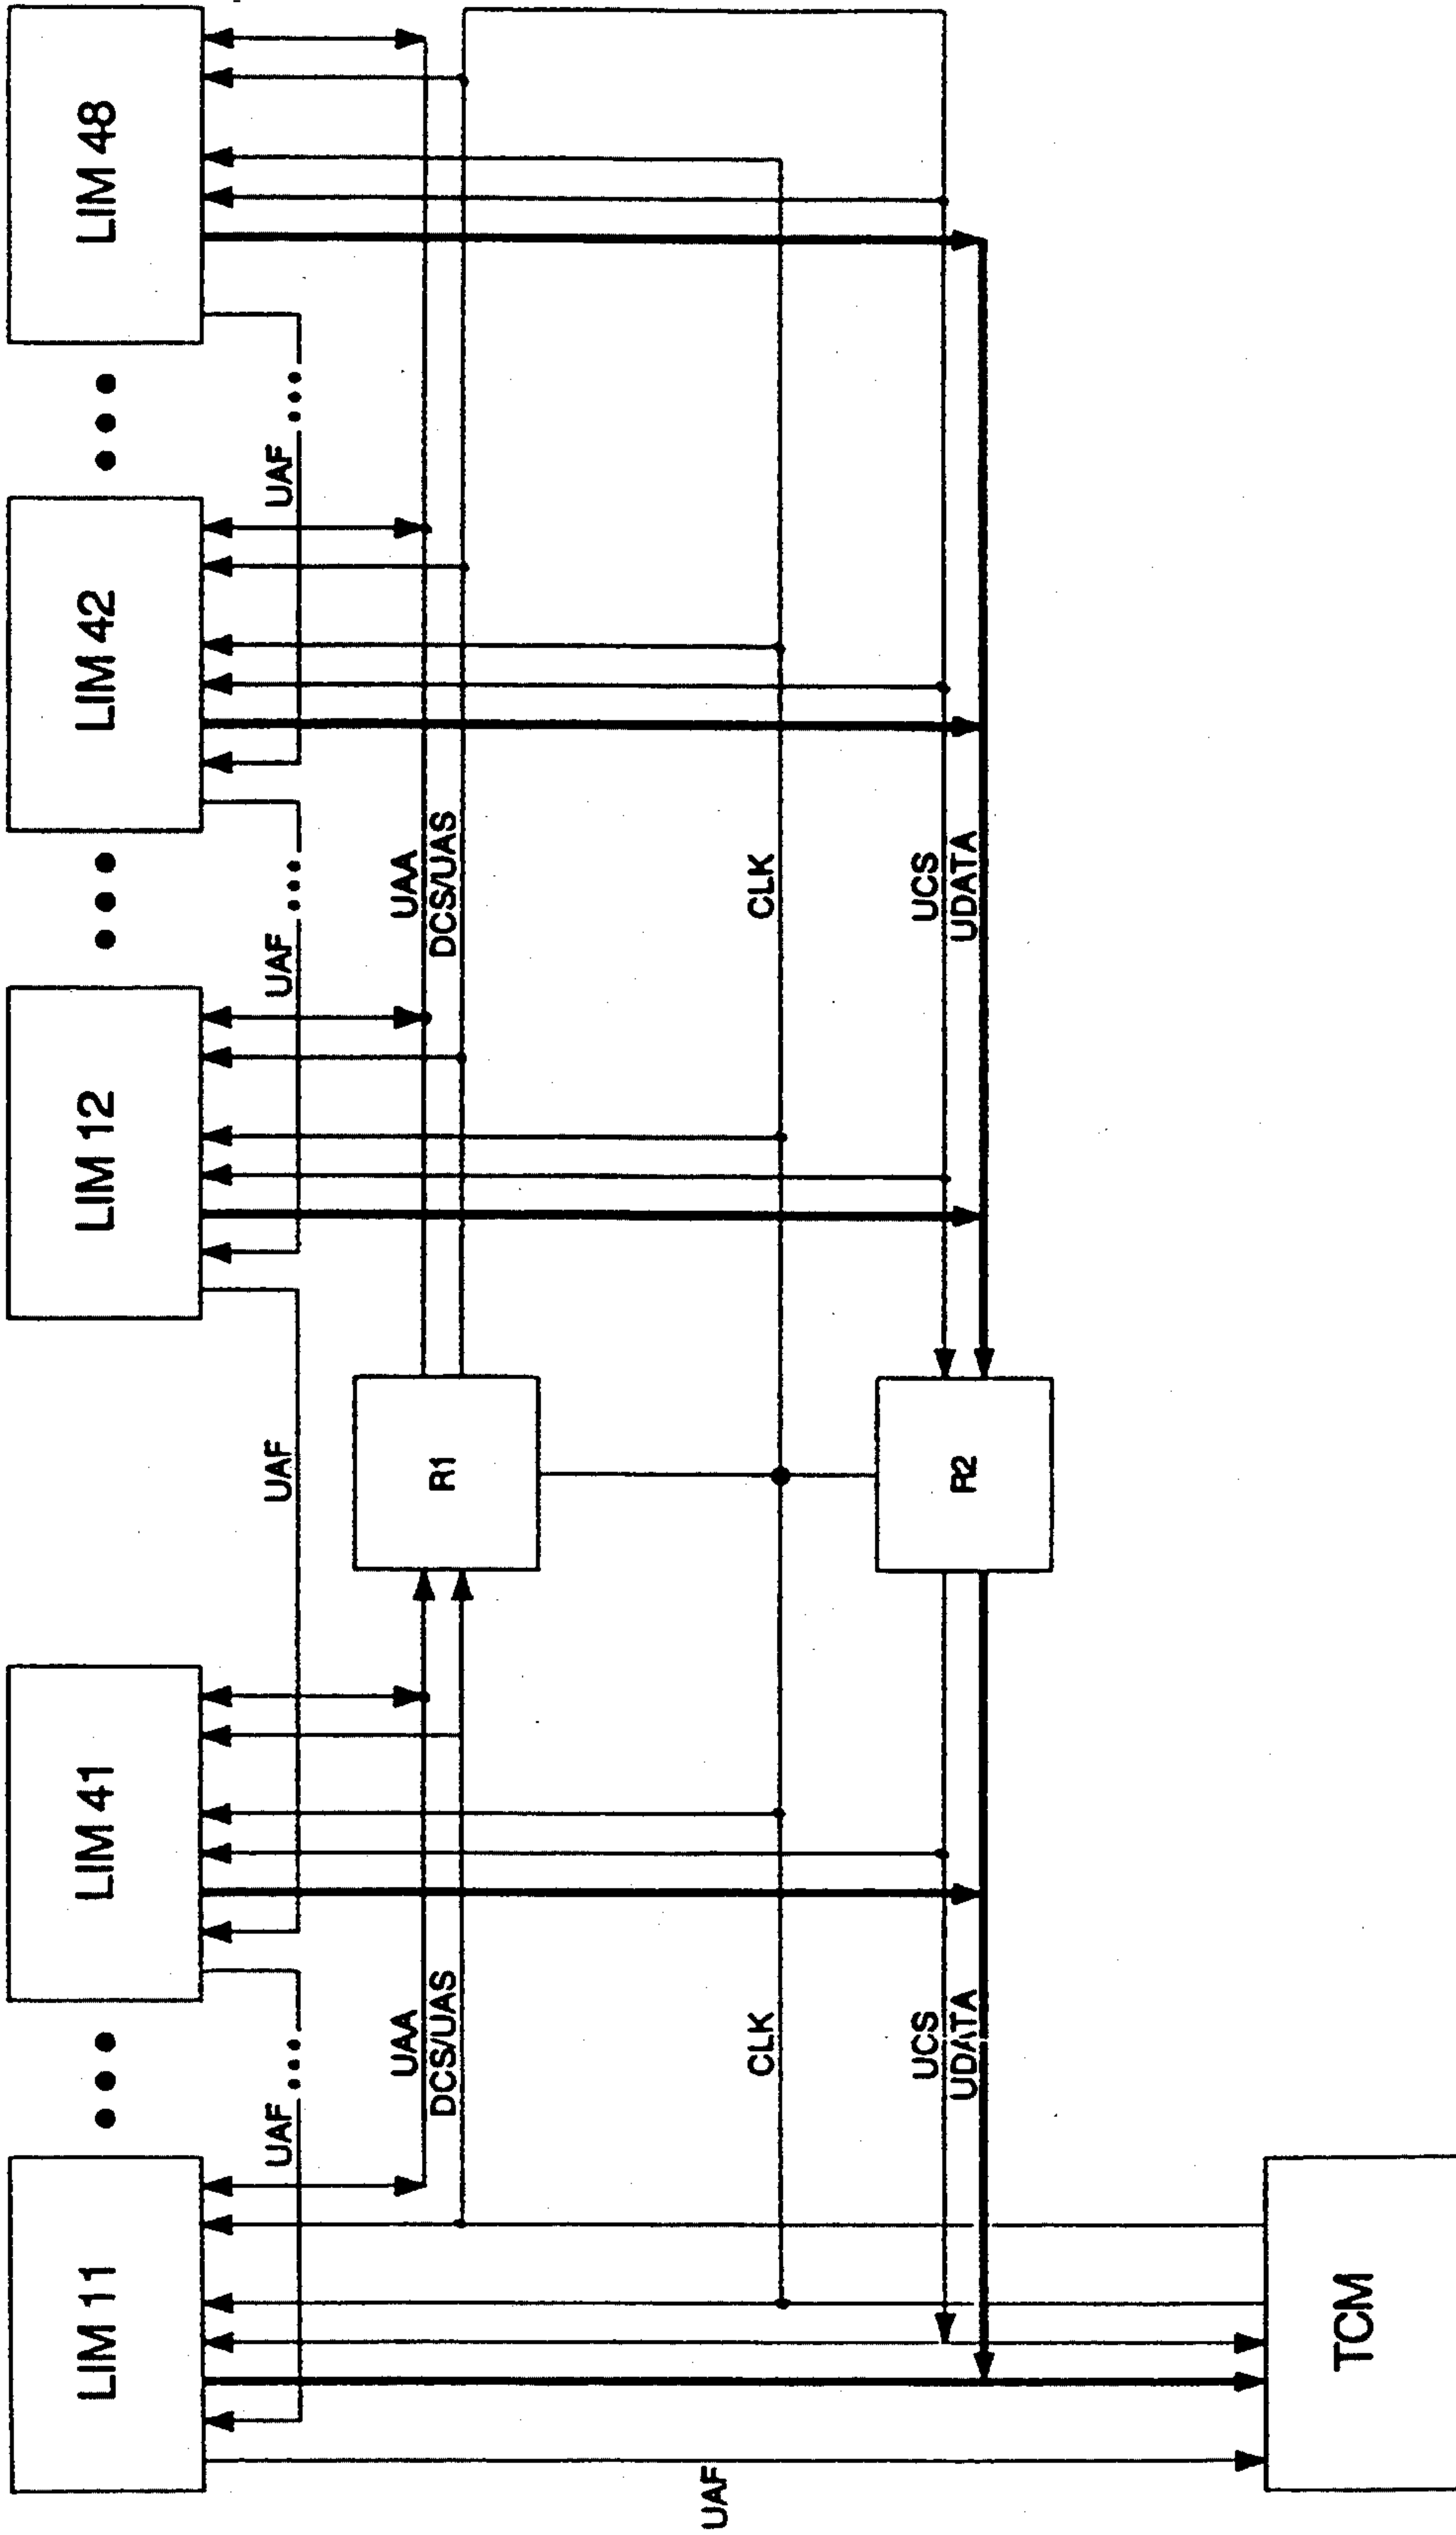 LIM 11
LIM 41
LIM 12
LIM 42
LIM 48
UAF
UAF
UAF
UAF
UAA
DCS/UAS
UAA
DCS/UAS
R1
CLK
CLK
UCS
UDATA
UCS
UDATA
R2
UAF
TCM